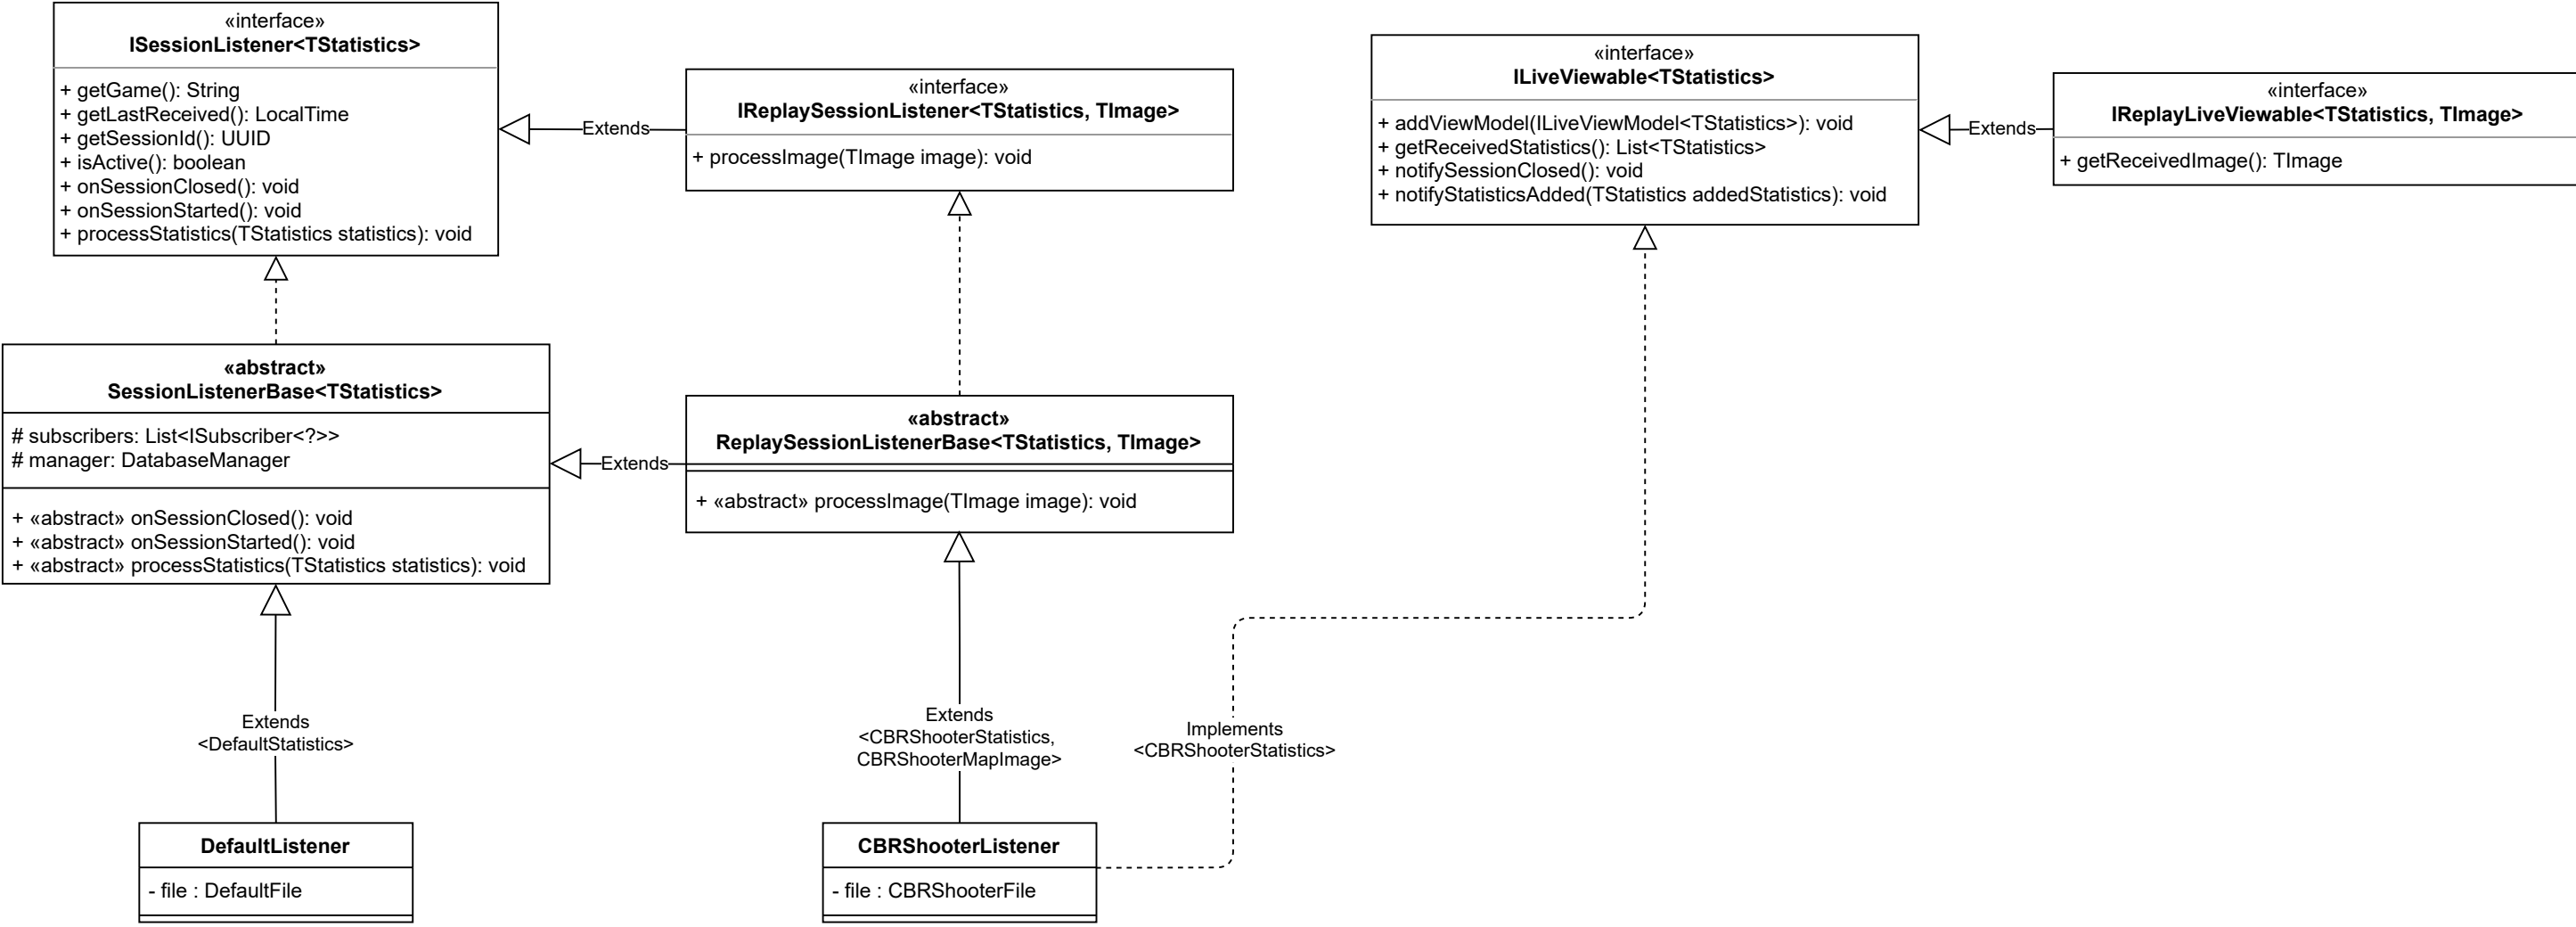 «interface»
ISessionListener<TStatistics>
+ getGame(): String
+ getLastReceived(): LocalTime
+ getSessionId(): UUID
+ isActive(): boolean
+ onSessionClosed(): void
+ onSessionStarted(): void
+ processStatistics(TStatistics statistics): void
Extends
«interface»
IReplaySessionListener<TStatistics, TImage>
+ processImage(TImage image): void
«interface»
ILiveViewable<TStatistics>
+ addViewModel(ILiveViewModel<TStatistics>): void
+ getReceivedStatistics(): List<TStatistics>
+ notifySessionClosed(): void
+ notifyStatisticsAdded(TStatistics addedStatistics): void
Extends
«interface»
IReplayLiveViewable<TStatistics, TImage>
+ getReceivedImage(): TImage
«abstract»
SessionListenerBase<TStatistics>
# subscribers: List<ISubscriber<?>>
# manager: DatabaseManager
+ «abstract» onSessionClosed(): void
+ «abstract» onSessionStarted(): void
+ «abstract» processStatistics(TStatistics statistics): void
Extends
«abstract»
ReplaySessionListenerBase<TStatistics, TImage>
+ «abstract» processImage(TImage image): void
Extends
<DefaultStatistics>
Extends
<CBRShooterStatistics,
CBRShooterMapImage>
Implements
<CBRShooterStatistics>
DefaultListener
- file : DefaultFile
CBRShooterListener
- file : CBRShooterFile